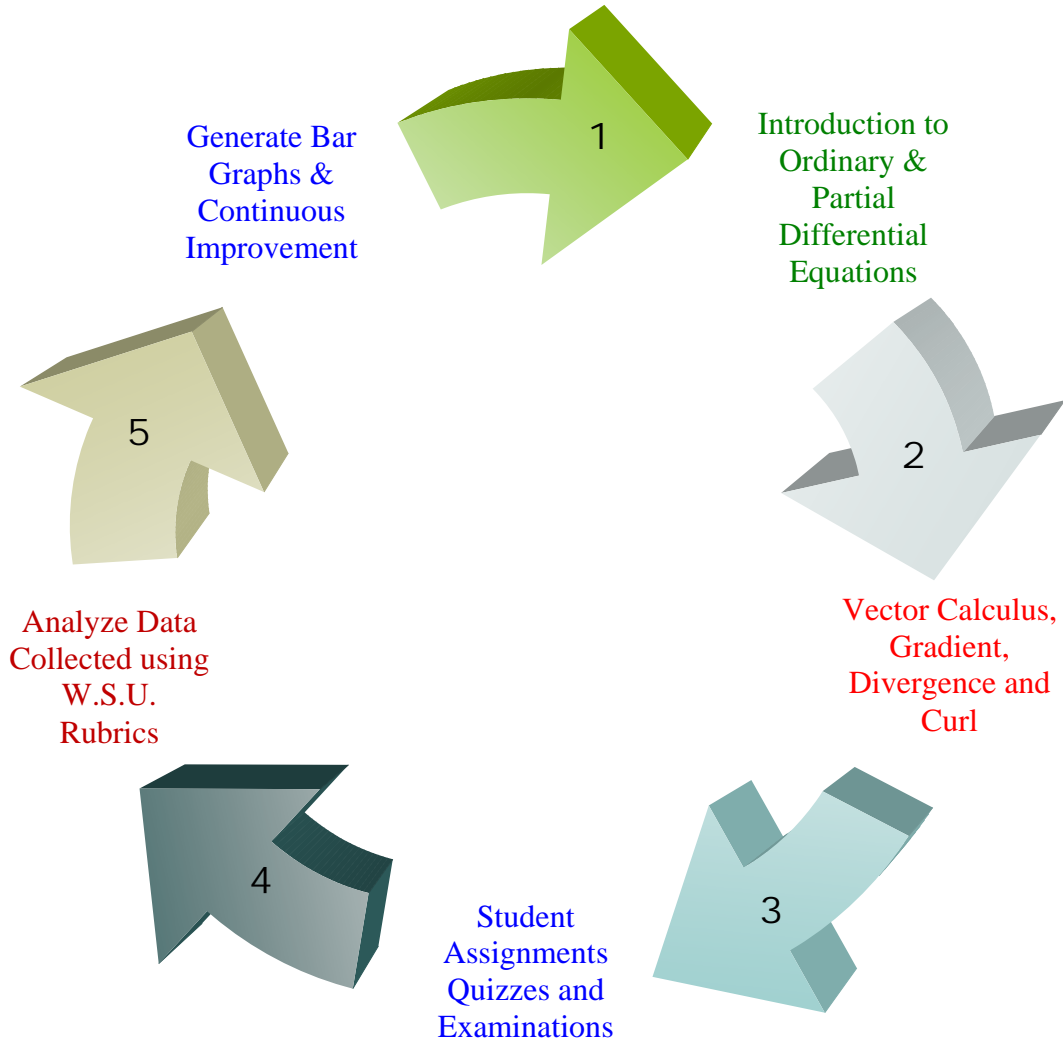 1
Introduction to
Ordinary &
Partial
Differential
Equations
2
Vector Calculus,
Gradient,
Divergence and
Curl
3
Student
Assignments
Quizzes and
Examinations
4
Analyze Data
Collected using
W.S.U.
Rubrics
5
Generate Bar
Graphs &
Continuous
Improvement